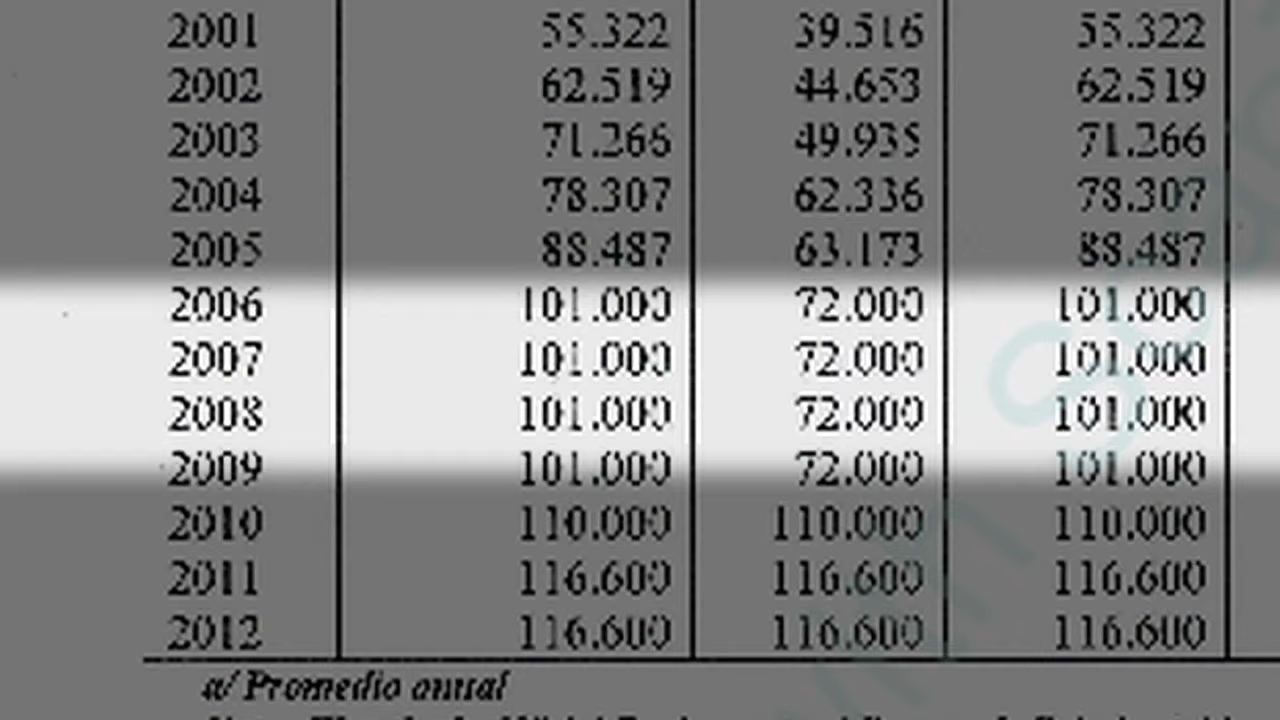 2001 55.322 39.516 55.322
2002 62.519 44.653 62.519
2003 71.266 49.935 71.266
2004 78.307 62.336 78.307
2005 88.487 63.173 88.487
2006 101.000 72.000 101.000
2007 101.000 72.000 101.000
2008 101.000 72.000 101.000
2009 101.000 72.000 101.000
2010 110.000 110.000 110.000
2011 116.600 116.600 116.600
2012 116.600 116.600 116.600
a/ Promedio anual